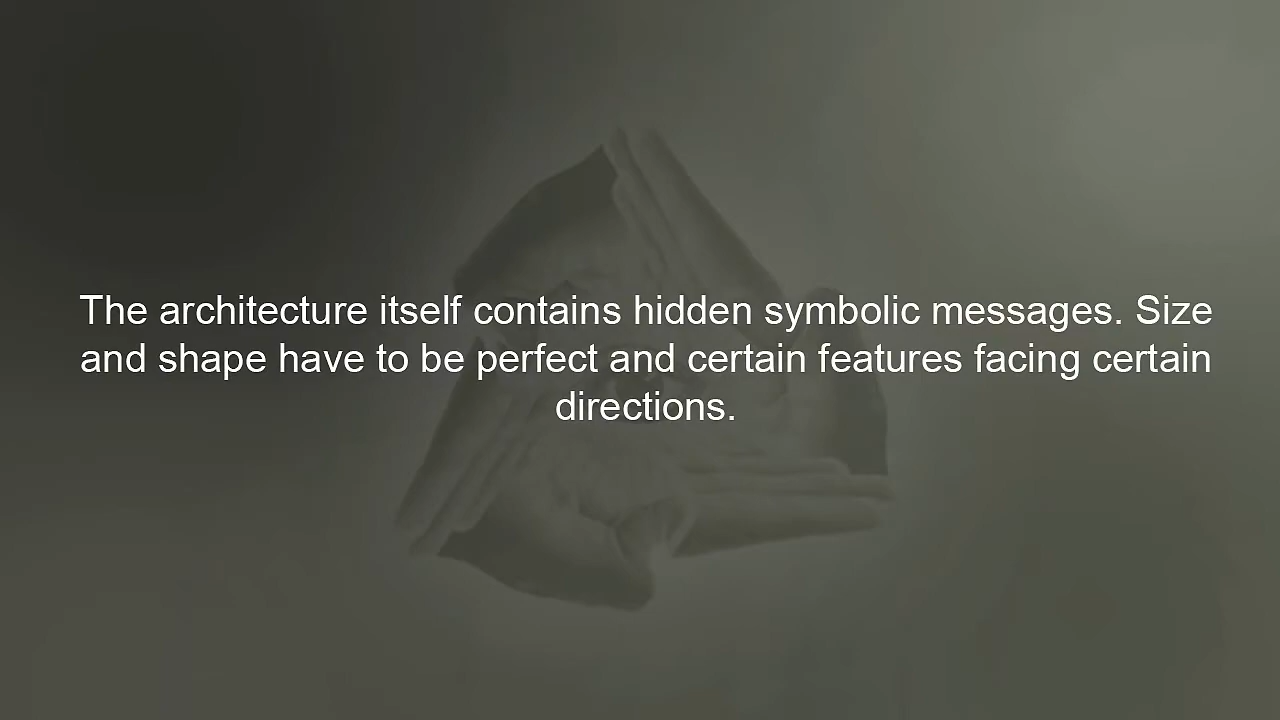 The architecture itself contains hidden symbolic messages. Size
and shape have to be perfect and certain features facing certain
directions.